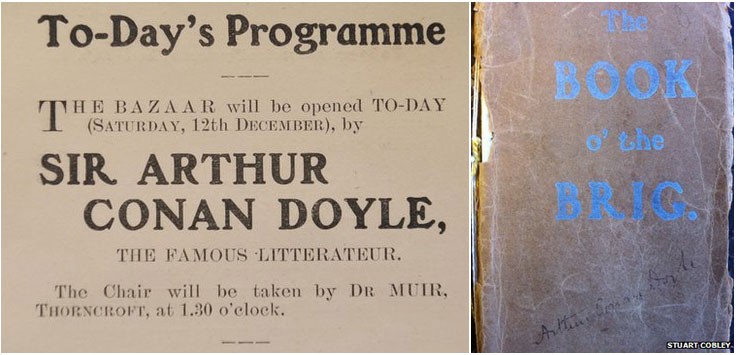 To-Day's Programme
THE BAZAAR will be opened TO-DAY
(SATURDAY, 12th DECEMBER), by
SIR ARTHUR
CONAN DOYLE,
THE FAMOUS LITTERATEUR.
The Chair will be taken by DR MUIR,
THORNCROFT, at 1.30 o'clock.
The
BOOK
o' the
BRIG.
Arthur Conan Doyle
STUART COBLEY